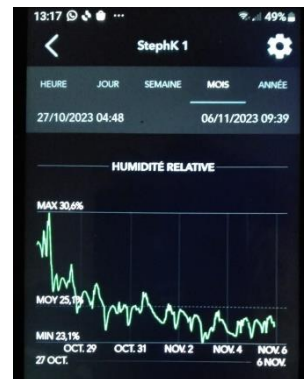 13:17 ... 49%
StephK 1
HEURE JOUR SEMAINE MOIS ANNÉE
27/10/2023 04:48 06/11/2023 09:39
HUMIDITÉ RELATIVE
MAX 30,6%
MOY 25,1%
MIN 23,1%
OCT. 29 OCT. 31 NOV. 2 NOV. 4 NOV. 6
27 OCT. 6 NOV.